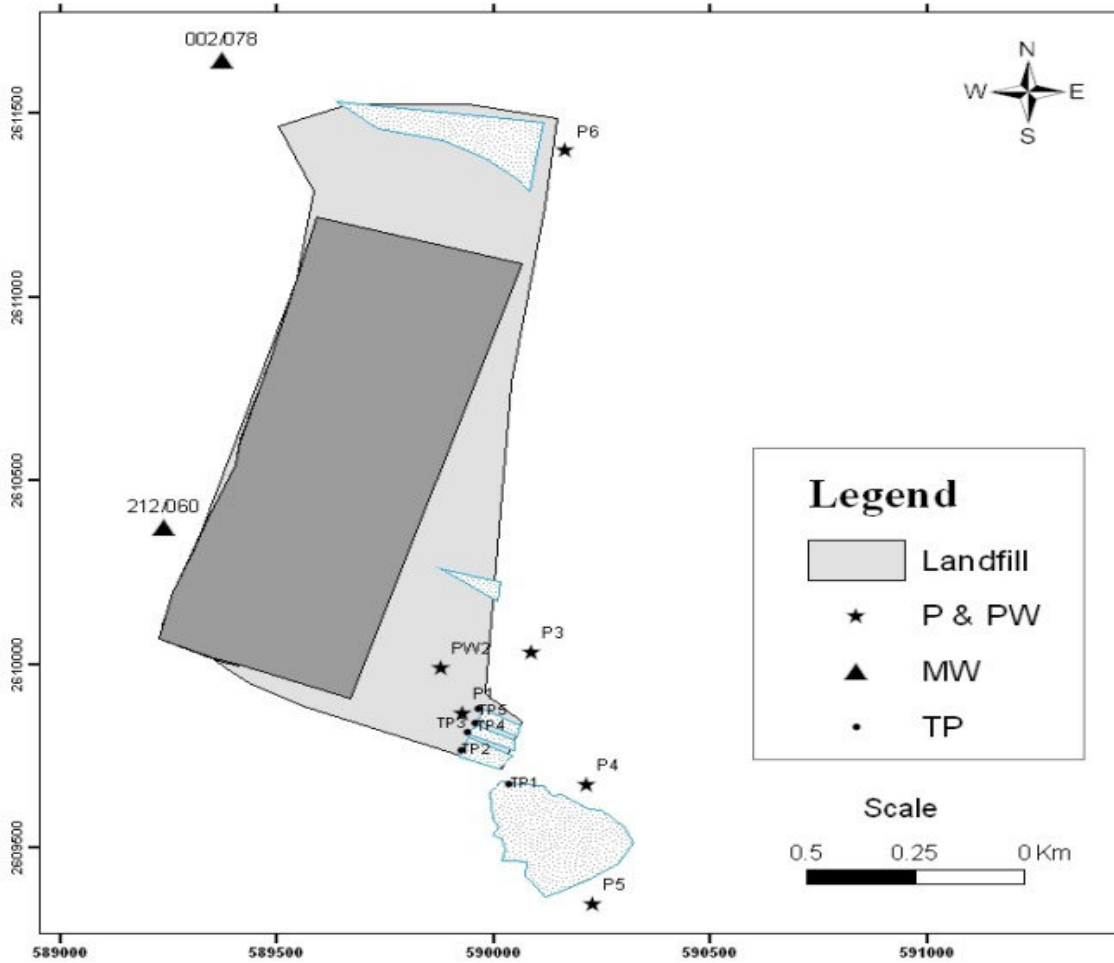 002/078
N
W E
S
P6
212/060
P3
PW2
P1
TP5
TP3 TP4
TP2
P4
TP1
P5
Legend
Landfill
P & PW
MW
TP
Scale
0.5 0.25 0 Km
2611500
2611000
2610500
2610000
2609500
589000 589500 590000 590500 591000